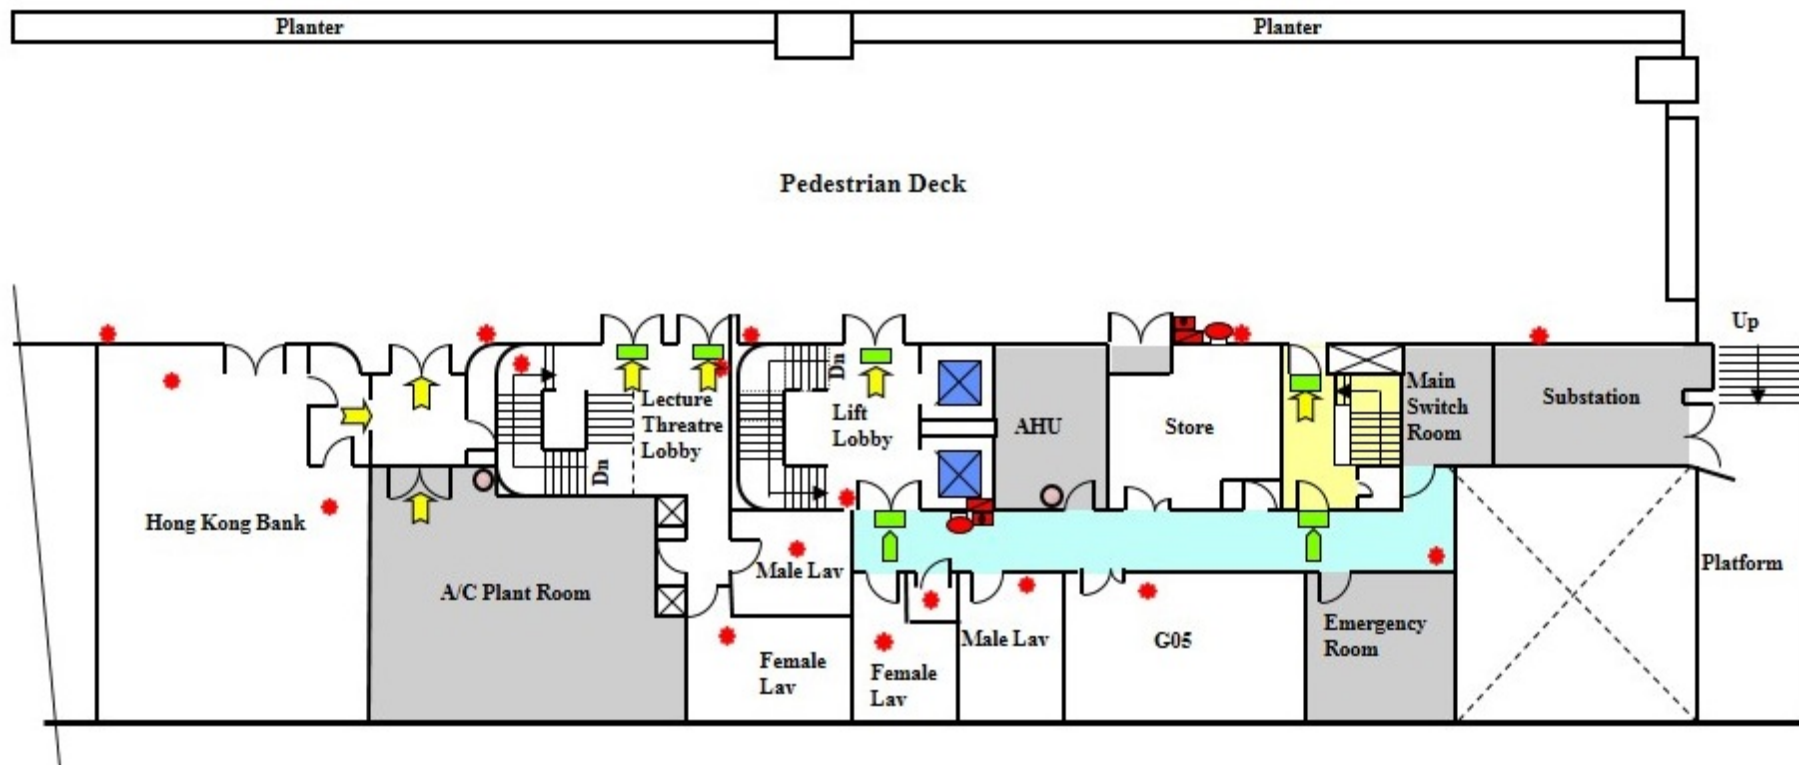 Planter
Planter
Pedestrian Deck
Up
Dn
Lift
Lobby
Lecture
Threatre
Lobby
Dn
AHU
Store
Main
Switch
Room
Substation
Hong Kong Bank
A/C Plant Room
Male Lav
Female
Lav
Female
Lav
Male Lav
G05
Emergency
Room
Platform